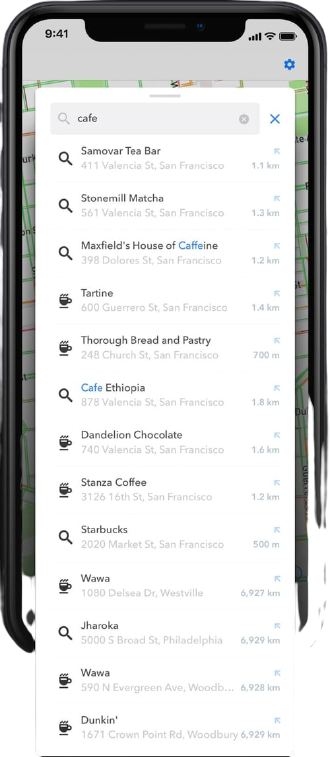 9:41
cafe
Samovar Tea Bar
411 Valencia St, San Francisco 1.1 km
Stonemill Matcha
561 Valencia St, San Francisco 1.3 km
Maxfield's House of Caffeine
398 Dolores St, San Francisco 1.2 km
Tartine
600 Guerrero St, San Francisco 1.4 km
Thorough Bread and Pastry
248 Church St, San Francisco 700 m
Cafe Ethiopia
878 Valencia St, San Francisco 1.8 km
Dandelion Chocolate
740 Valencia St, San Francisco 1.6 km
Stanza Coffee
3126 16th St, San Francisco 1.2 km
Starbucks
2020 Market St, San Francisco 500 m
Wawa
1080 Delsea Dr, Westville 6,927 km
Jharoka
5000 S Broad St, Philadelphia 6,929 km
Wawa
590 N Evergreen Ave, Woodb... 6,928 km
Dunkin'
1671 Crown Point Rd, Woodbury 6,929 km